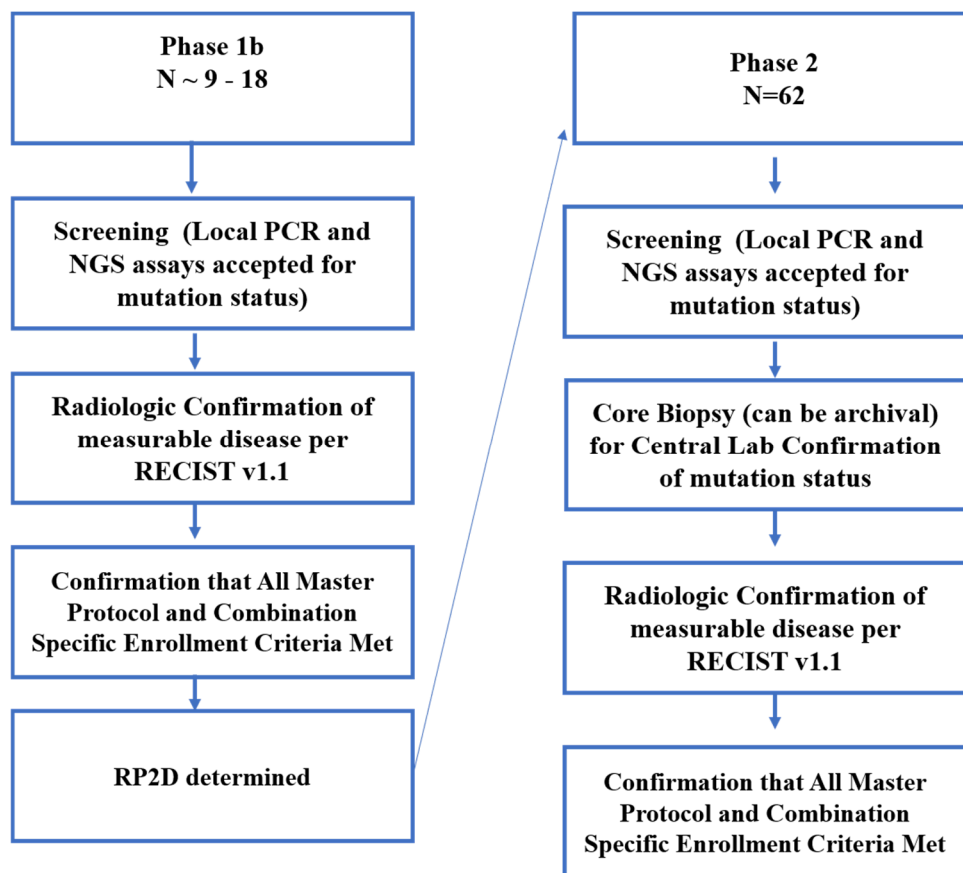 Phase 1b
N ~ 9 - 18
Screening (Local PCR and
NGS assays accepted for
mutation status)
Radiologic Confirmation of
measurable disease per
RECIST v1.1
Confirmation that All Master
Protocol and Combination
Specific Enrollment Criteria Met
RP2D determined
Phase 2
N=62
Screening (Local PCR and
NGS assays accepted for
mutation status)
Core Biopsy (can be archival)
for Central Lab Confirmation
of mutation status
Radiologic Confirmation of
measurable disease per
RECIST v1.1
Confirmation that All Master
Protocol and Combination
Specific Enrollment Criteria Met